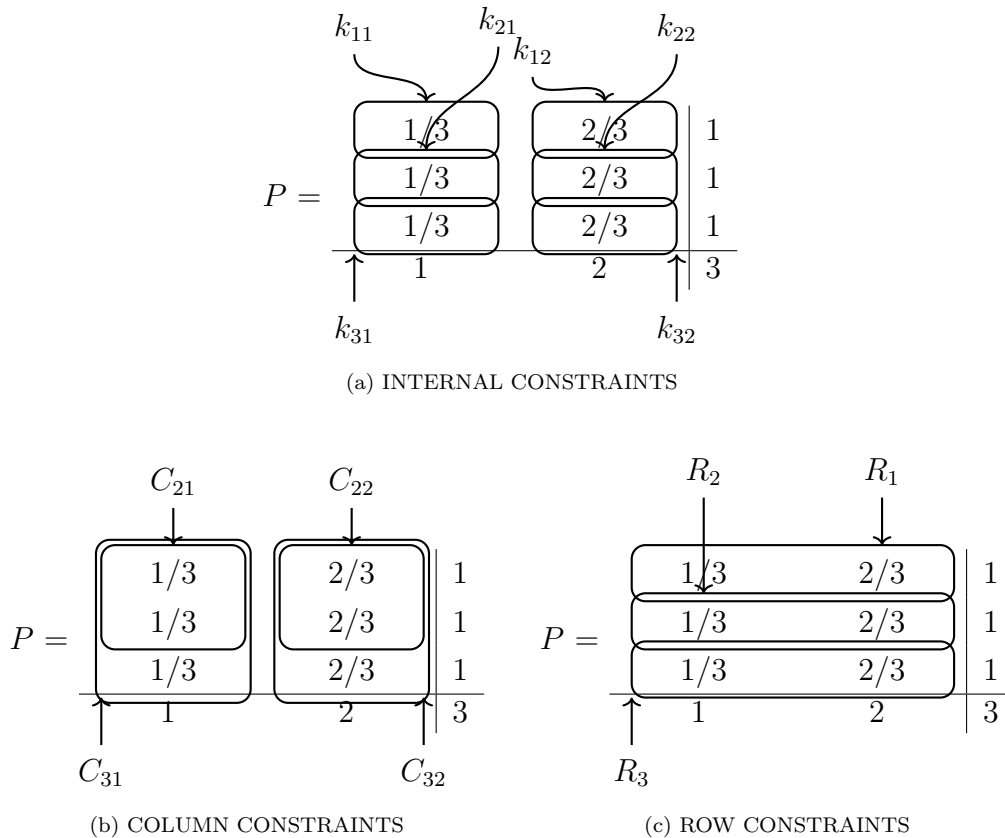 k₁₁ k₂₁ k₁₂ k₂₂
1/3 2/3 1
P = 1/3 2/3 1
1/3 2/3 1
1 2 3
k₃₁ k₃₂
(a) INTERNAL CONSTRAINTS
C₂₁ C₂₂
1/3 2/3 1
P = 1/3 2/3 1
1/3 2/3 1
1 2 3
C₃₁ C₃₂
(b) COLUMN CONSTRAINTS
R₂ R₁
1/3 2/3 1
P = 1/3 2/3 1
1/3 2/3 1
1 2 3
R₃
(c) ROW CONSTRAINTS